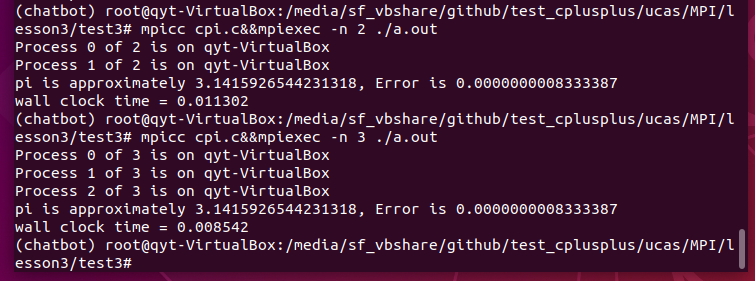 (chatbot) root@qyt-VirtualBox:/media/sf_vbshare/github/test_cplusplus/ucas/MPI/l
esson3/test3# mpicc cpi.c&&mpiexec -n 2 ./a.out
Process 0 of 2 is on qyt-VirtualBox
Process 1 of 2 is on qyt-VirtualBox
pi is approximately 3.1415926544231318, Error is 0.0000000008333387
wall clock time = 0.011302
(chatbot) root@qyt-VirtualBox:/media/sf_vbshare/github/test_cplusplus/ucas/MPI/l
esson3/test3# mpicc cpi.c&&mpiexec -n 3 ./a.out
Process 0 of 3 is on qyt-VirtualBox
Process 1 of 3 is on qyt-VirtualBox
Process 2 of 3 is on qyt-VirtualBox
pi is approximately 3.1415926544231318, Error is 0.0000000008333387
wall clock time = 0.008542
(chatbot) root@qyt-VirtualBox:/media/sf_vbshare/github/test_cplusplus/ucas/MPI/l
esson3/test3#